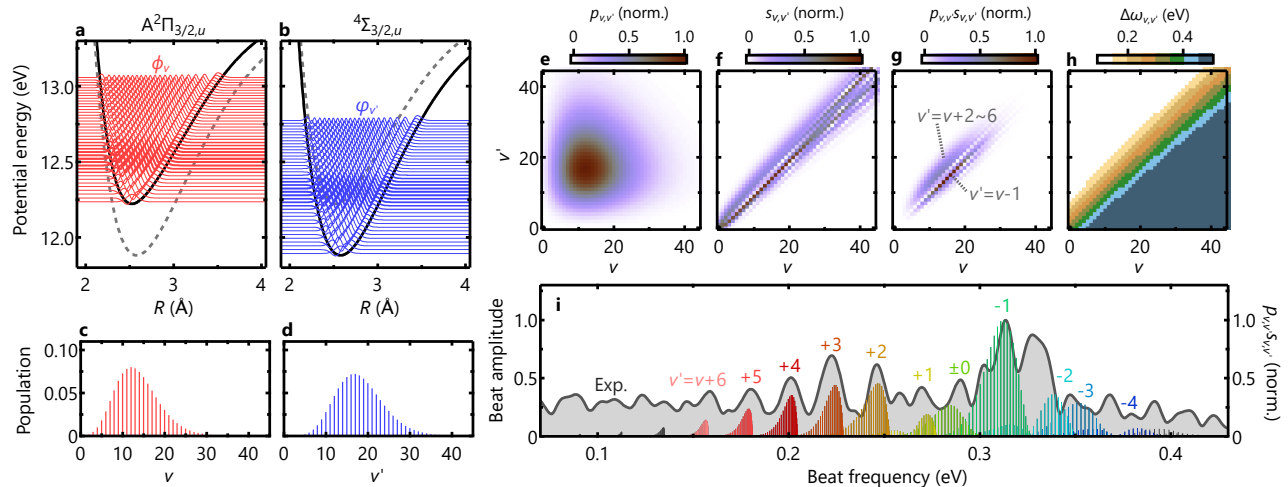 A²Π₃/₂,ᵤ
⁴Σ₃/₂,ᵤ
a
b
ϕᵥ
φᵥ'
Potential energy (eV)
13.0
12.5
12.0
2 3 4
2 3 4
R (Å)
R (Å)
c
d
Population
0.10
0.05
0
0 10 20 30 40
0 10 20 30 40
v
v'
pᵥ,ᵥ' (norm.)
sᵥ,ᵥ' (norm.)
pᵥ,ᵥ'sᵥ,ᵥ' (norm.)
Δωᵥ,ᵥ' (eV)
0 0.5 1.0
0 0.5 1.0
0 0.5 1.0
0.2 0.4
e
f
g
h
v'
40
20
0
v'=v+2~6
v'=v-1
0 20 40
0 20 40
0 20 40
0 20 40
v
v
v
v
i
Beat amplitude
1.0
0.5
0
Exp.
v'=v+6
+5
+4
+3
+2
+1
±0
-1
-2
-3
-4
1.0
0.5
0
pᵥ,ᵥ'sᵥ,ᵥ' (norm.)
0.1 0.2 0.3 0.4
Beat frequency (eV)